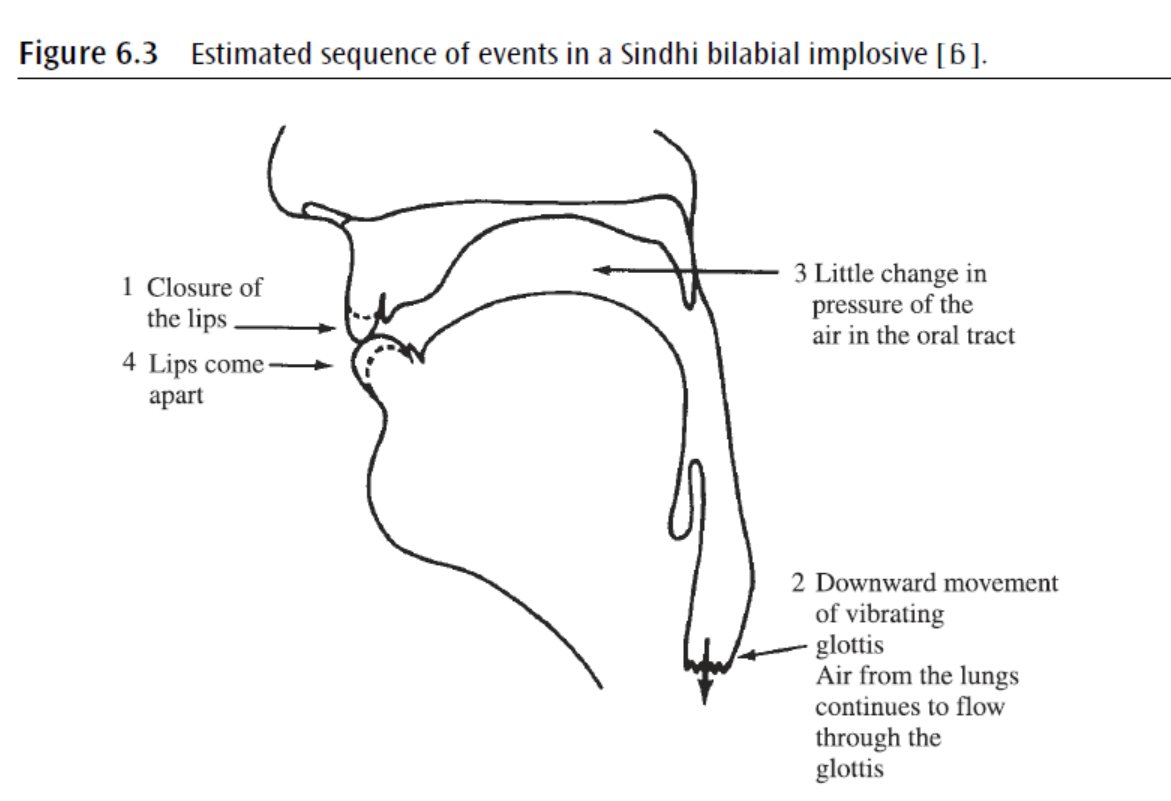 Figure 6.3 Estimated sequence of events in a Sindhi bilabial implosive [ɓ].
1 Closure of
the lips
4 Lips come
apart
3 Little change in
pressure of the
air in the oral tract
2 Downward movement
of vibrating
glottis
Air from the lungs
continues to flow
through the
glottis